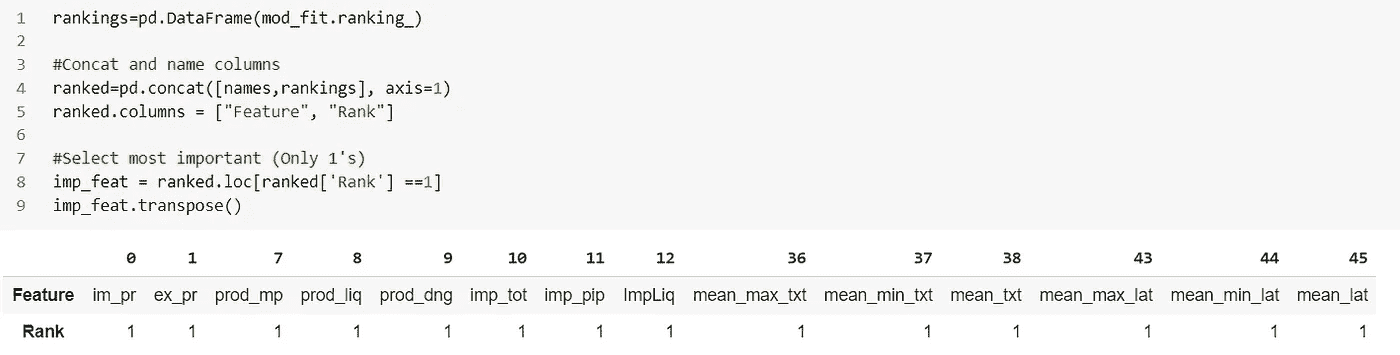 1 rankings=pd.DataFrame(mod_fit.ranking_)
2
3 #Concat and name columns
4 ranked=pd.concat([names,rankings], axis=1)
5 ranked.columns = ["Feature", "Rank"]
6
7 #Select most important (Only 1's)
8 imp_feat = ranked.loc[ranked['Rank'] ==1]
9 imp_feat.transpose()
0 1 7 8 9 10 11 12 36 37 38 43 44 45
Feature im_pr ex_pr prod_mp prod_liq prod_dng imp_tot imp_pip ImpLiq mean_max_txt mean_min_txt mean_txt mean_max_lat mean_min_lat mean_lat
Rank 1 1 1 1 1 1 1 1 1 1 1 1 1 1